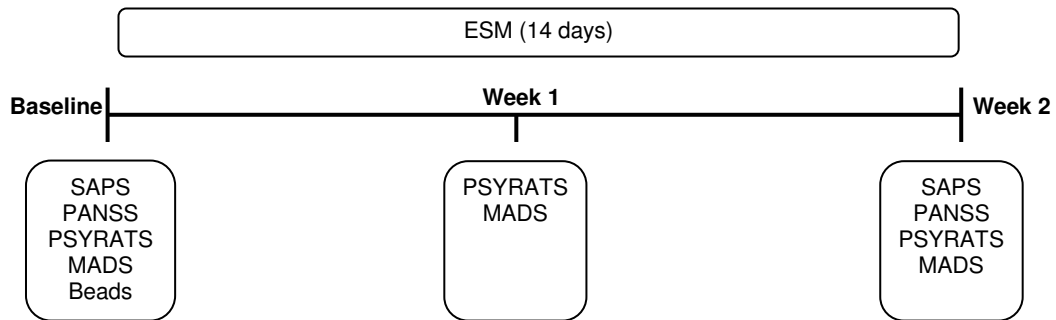 ESM (14 days)
Baseline
Week 1
Week 2
SAPS
PANSS
PSYRATS
MADS
Beads
PSYRATS
MADS
SAPS
PANSS
PSYRATS
MADS